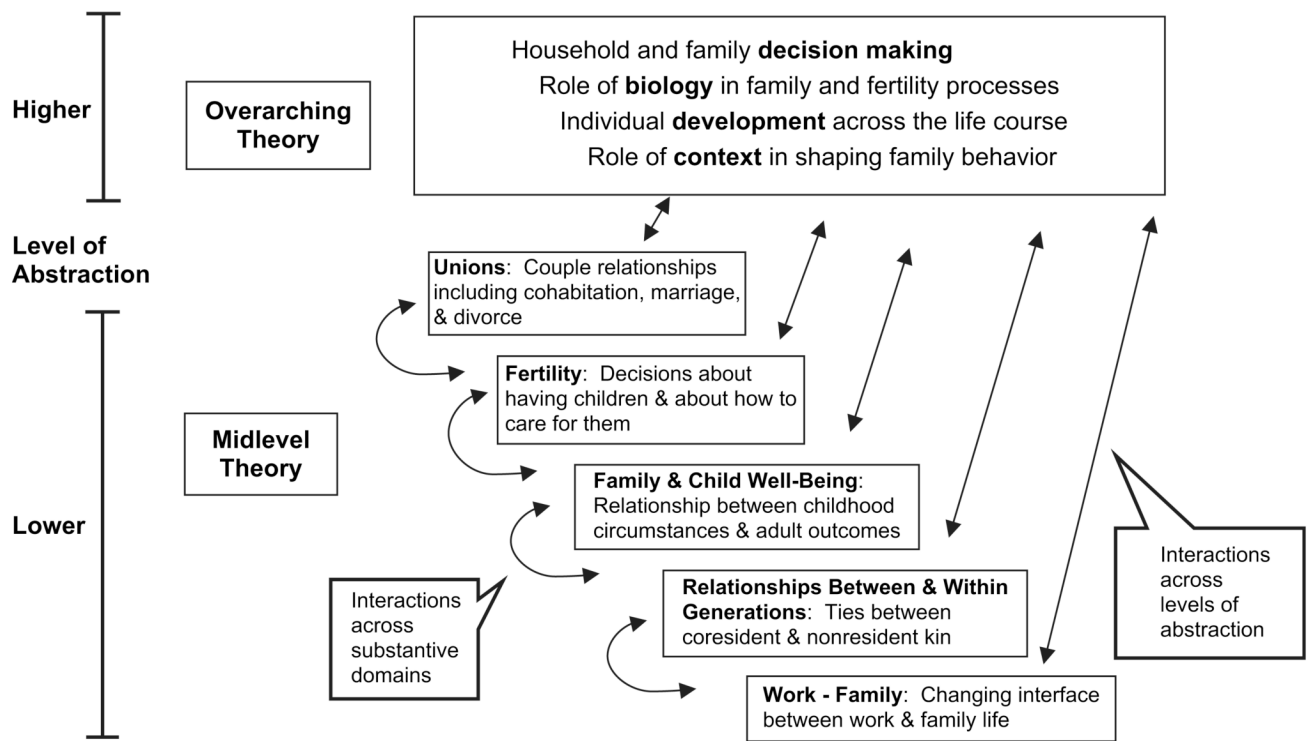 Higher
Overarching
Theory
Household and family decision making
Role of biology in family and fertility processes
Individual development across the life course
Role of context in shaping family behavior
Level of
Abstraction
Unions: Couple relationships
including cohabitation, marriage,
& divorce
Fertility: Decisions about
having children & about how to
care for them
Midlevel
Theory
Family & Child Well-Being:
Relationship between childhood
circumstances & adult outcomes
Lower
Interactions
across
levels of
abstraction
Relationships Between & Within
Generations: Ties between
coresident & nonresident kin
Interactions
across
substantive
domains
Work - Family: Changing interface
between work & family life